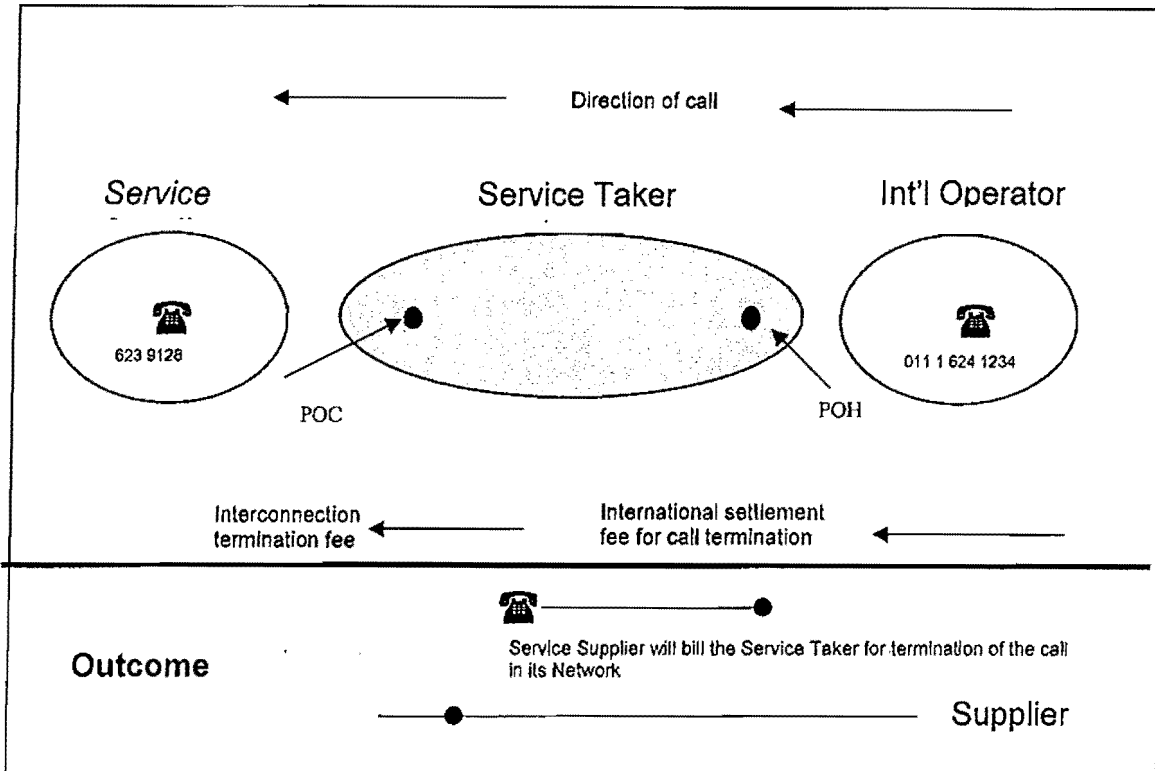 Direction of call
Service
Service Taker
Int'l Operator
623 9128
011 1 624 1234
POC
POH
Interconnection
termination fee
International settlement
fee for call termination
Outcome
Service Supplier will bill the Service Taker for termination of the call
in its Network
Supplier